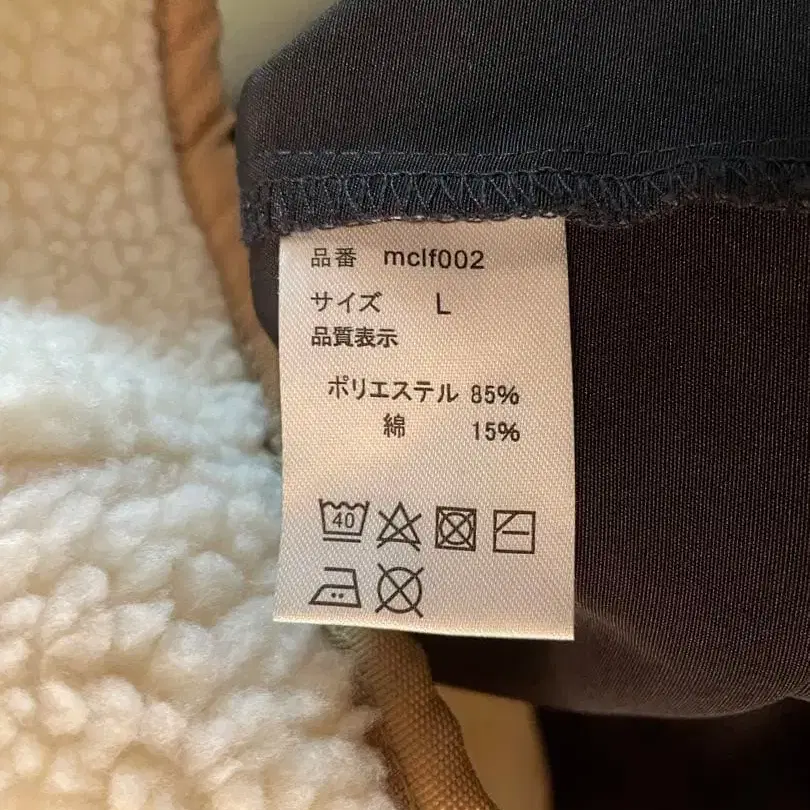 品番 mclf002
サイズ L
品質表示
ポリエステル 85%
綿 15%
40